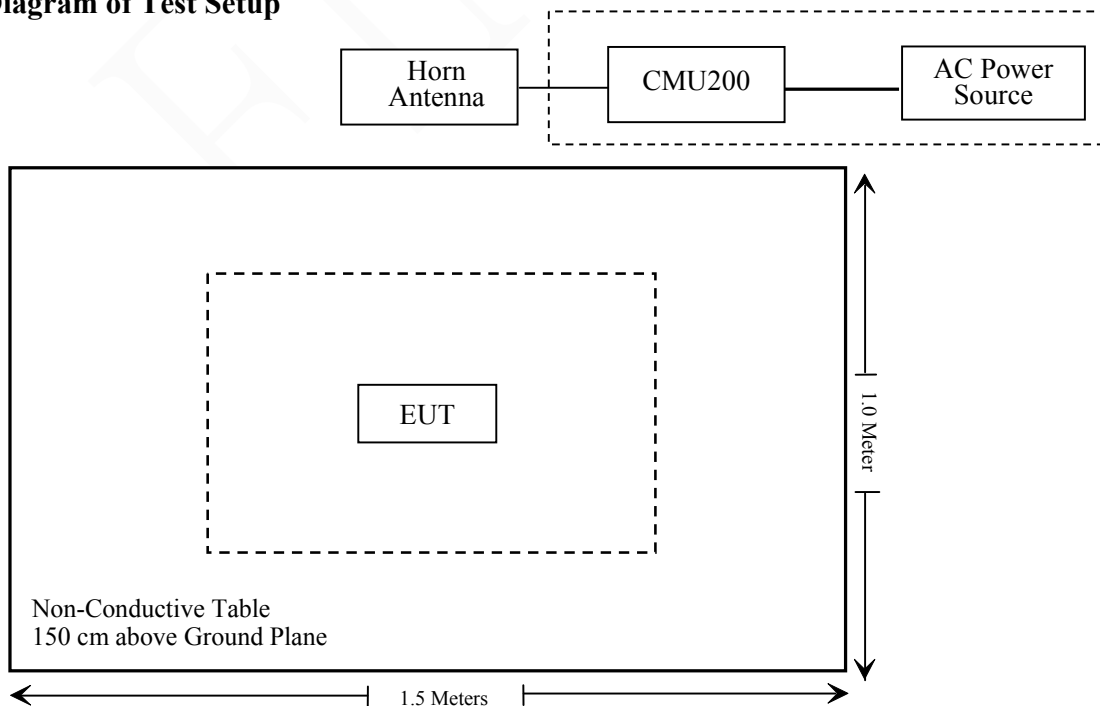 Diagram of Test Setup
Horn
Antenna
CMU200
AC Power
Source
EUT
1.0 Meter
Non-Conductive Table
150 cm above Ground Plane
1.5 Meters